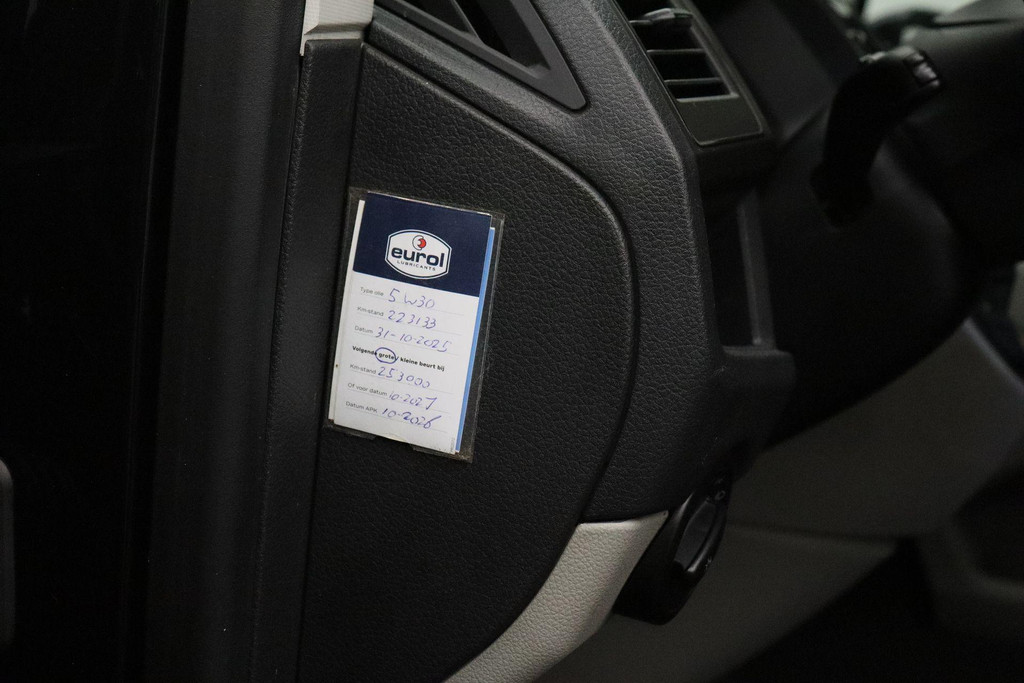 eurol
LUBRICANTS
Type olie 5W30
Km-stand 223133
Datum 31-10-2025
Volgende grote / kleine beurt bij
Km-stand 253000
Of voor datum 10-2027
Datum APK 10-2026